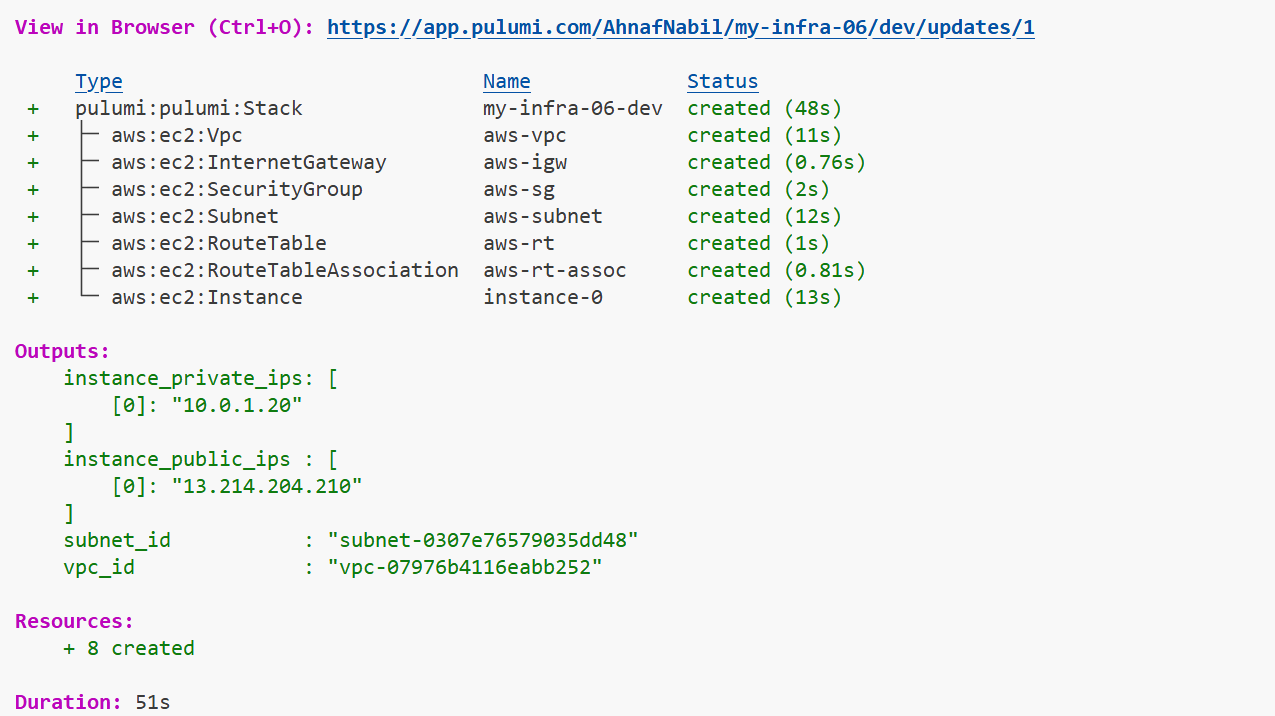 View in Browser (Ctrl+O): https://app.pulumi.com/AhnafNabil/my-infra-06/dev/updates/1
Type Name Status
+ pulumi:pulumi:Stack my-infra-06-dev created (48s)
+ ├─ aws:ec2:Vpc aws-vpc created (11s)
+ ├─ aws:ec2:InternetGateway aws-igw created (0.76s)
+ ├─ aws:ec2:SecurityGroup aws-sg created (2s)
+ ├─ aws:ec2:Subnet aws-subnet created (12s)
+ ├─ aws:ec2:RouteTable aws-rt created (1s)
+ ├─ aws:ec2:RouteTableAssociation aws-rt-assoc created (0.81s)
+ └─ aws:ec2:Instance instance-0 created (13s)
Outputs:
instance_private_ips: [
[0]: "10.0.1.20"
]
instance_public_ips : [
[0]: "13.214.204.210"
]
subnet_id : "subnet-0307e76579035dd48"
vpc_id : "vpc-07976b4116eabb252"
Resources:
+ 8 created
Duration: 51s